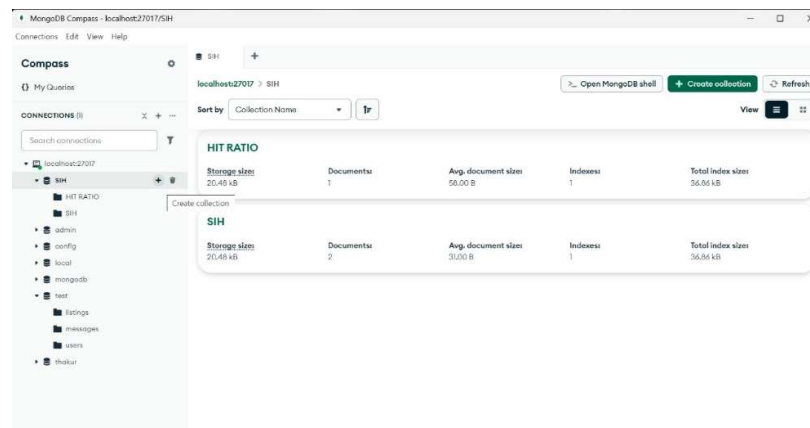 MongoDB Compass - localhost:27017/SIH
Connections Edit View Help
Compass
{} My Queries
CONNECTIONS (1)
Search connections
localhost:27017
SIH
HIT RATIO
SIH
admin
config
local
mongodb
test
listings
messages
users
thakur
Create collection
SIH
localhost:27017 > SIH
>_ Open MongoDB shell
Create collection
Refresh
Sort by Collection Name
View
HIT RATIO
Storage size: Documents: Avg. document size: Indexes: Total index size:
20.48 kB 1 58.00 B 1 36.86 kB
SIH
Storage size: Documents: Avg. document size: Indexes: Total index size:
20.48 kB 2 31.00 B 1 36.86 kB